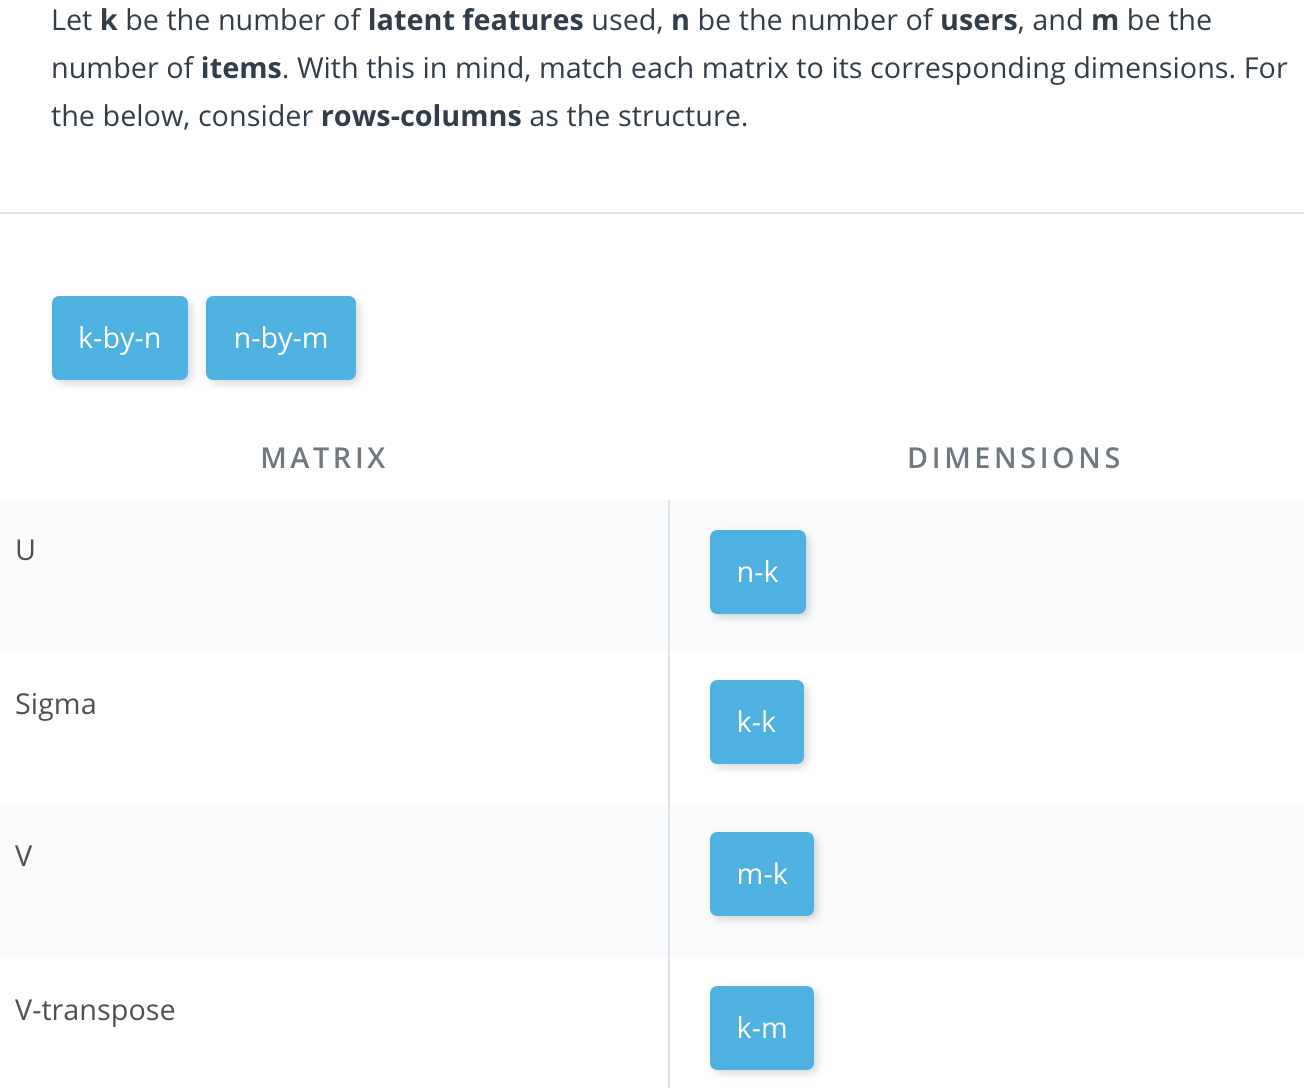 Let k be the number of latent features used, n be the number of users, and m be the
number of items. With this in mind, match each matrix to its corresponding dimensions. For
the below, consider rows-columns as the structure.
k-by-n n-by-m
MATRIX DIMENSIONS
U n-k
Sigma k-k
V m-k
V-transpose k-m